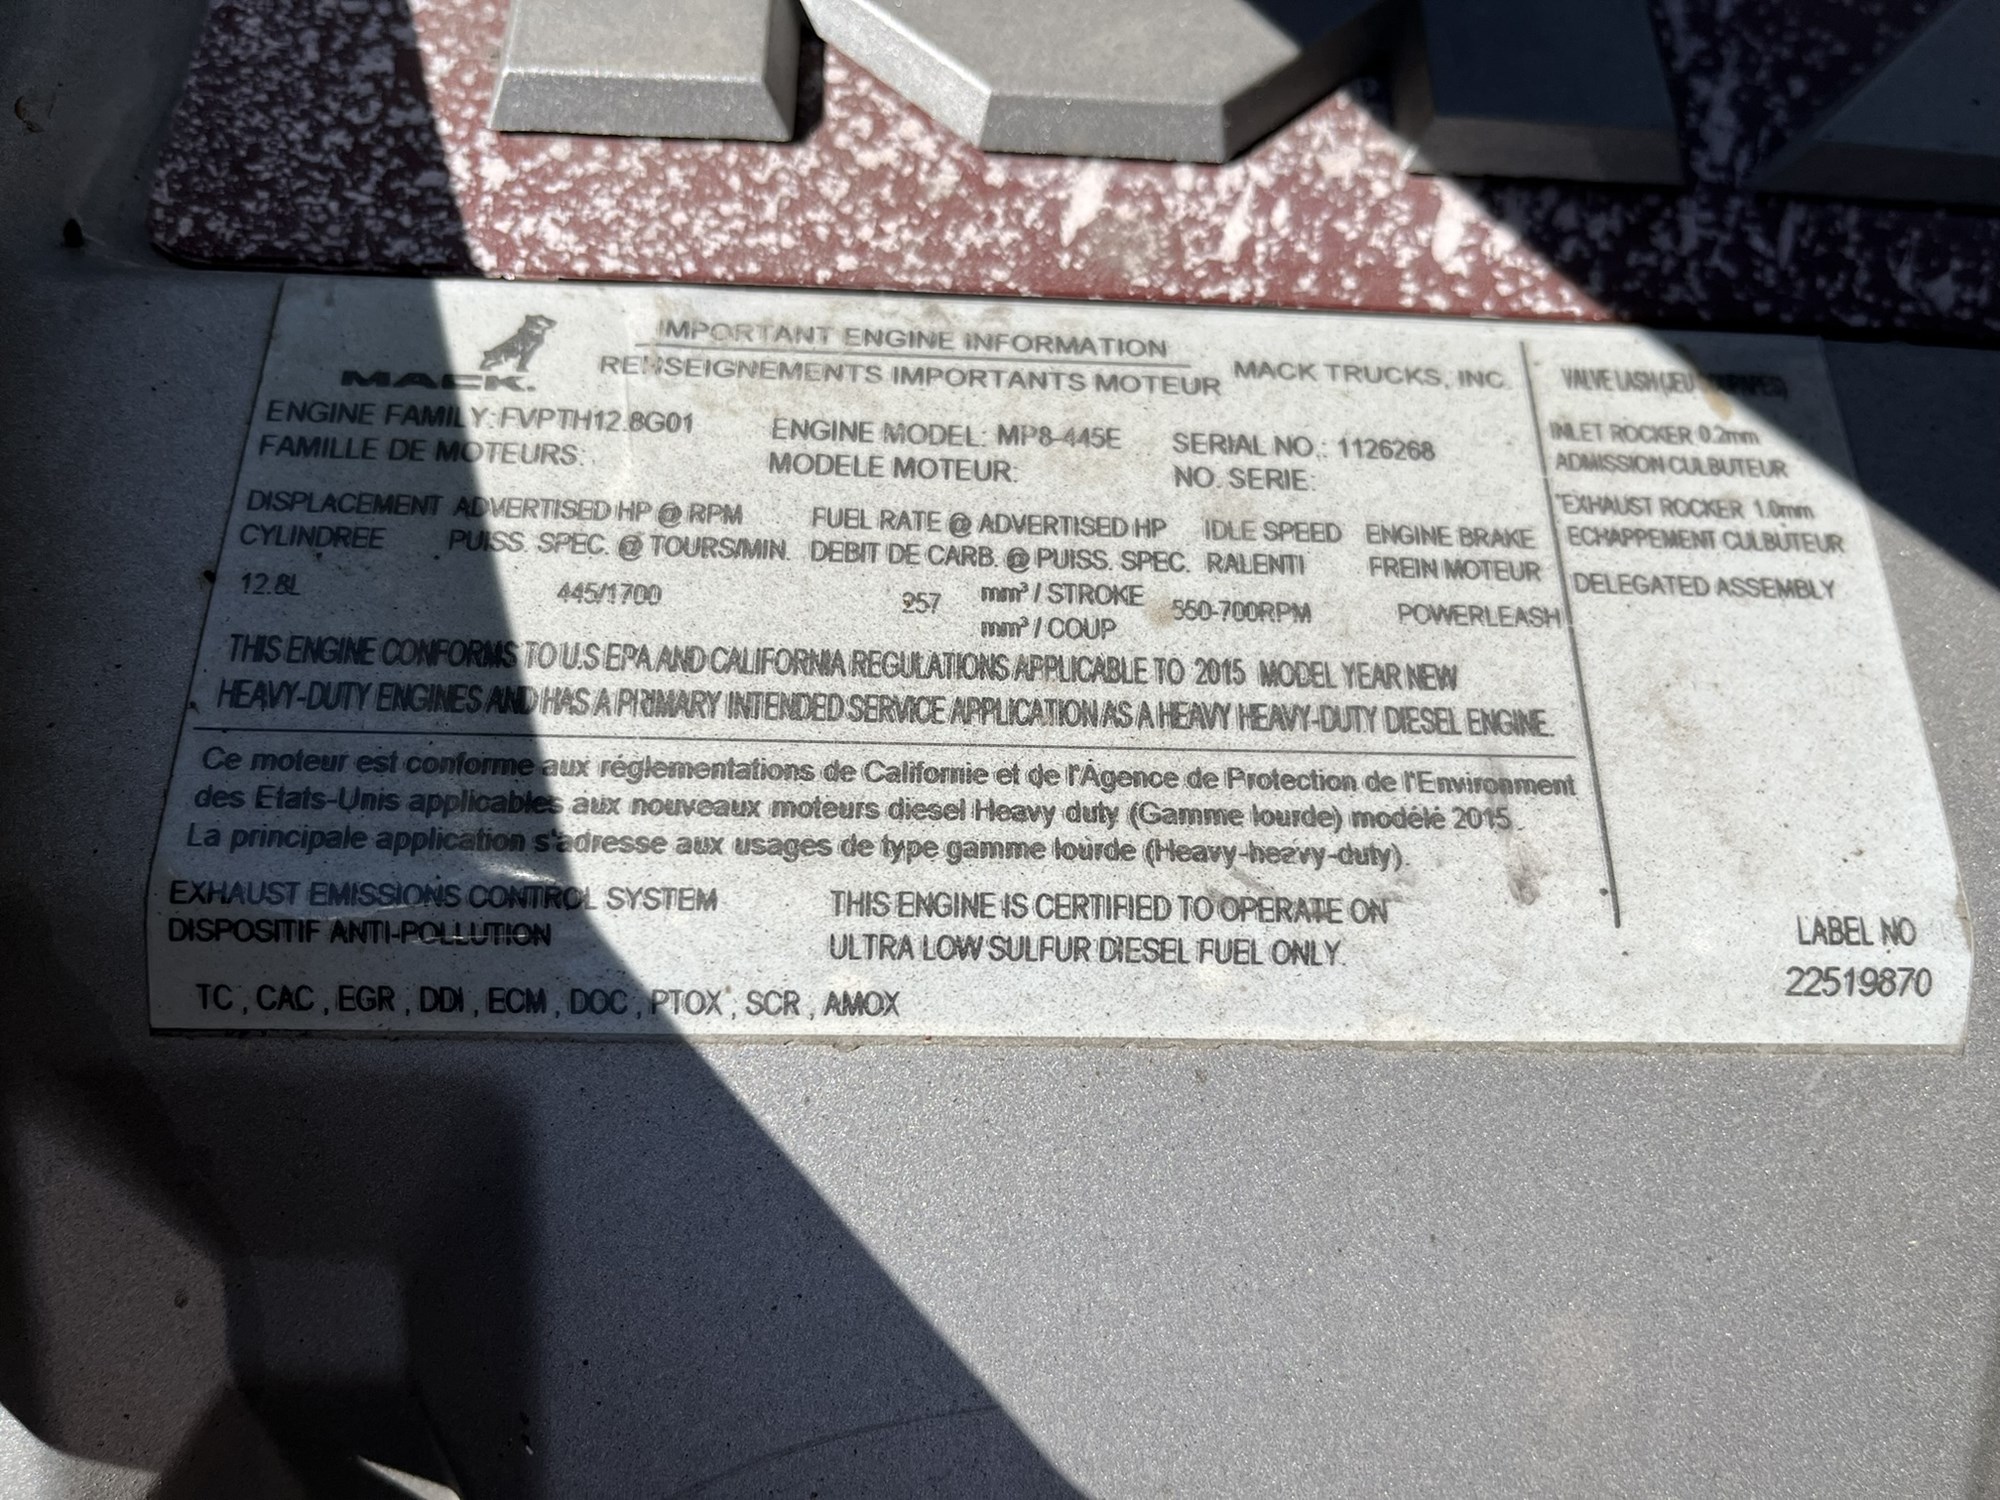 MACK.
IMPORTANT ENGINE INFORMATION
RENSEIGNEMENTS IMPORTANTS MOTEUR
MACK TRUCKS, INC.
ENGINE FAMILY: FVPTH12.8G01
FAMILLE DE MOTEURS:
ENGINE MODEL: MP8-445E
MODELE MOTEUR:
SERIAL NO.: 1126268
NO. SERIE:
DISPLACEMENT ADVERTISED HP @ RPM FUEL RATE @ ADVERTISED HP IDLE SPEED ENGINE BRAKE
CYLINDREE PUISS. SPEC. @ TOURS/MIN. DEBIT DE CARB. @ PUISS. SPEC. RALENTI FREIN MOTEUR
12.8L 445/1700 257 mm³ / STROKE 550-700RPM POWERLEASH
mm³ / COUP
THIS ENGINE CONFORMS TO U.S EPA AND CALIFORNIA REGULATIONS APPLICABLE TO 2015 MODEL YEAR NEW
HEAVY-DUTY ENGINES AND HAS A PRIMARY INTENDED SERVICE APPLICATION AS A HEAVY HEAVY-DUTY DIESEL ENGINE.
Ce moteur est conforme aux réglementations de Californie et de l'Agence de Protection de l'Environment
des Etats-Unis applicables aux nouveaux moteurs diesel Heavy duty (Gamme lourde) modélé 2015.
La principale application s'adresse aux usages de type gamme lourde (Heavy-heavy-duty).
EXHAUST EMISSIONS CONTROL SYSTEM
DISPOSITIF ANTI-POLLUTION
THIS ENGINE IS CERTIFIED TO OPERATE ON
ULTRA LOW SULFUR DIESEL FUEL ONLY.
TC , CAC , EGR , DDI , ECM , DOC , PTOX , SCR , AMOX
VALVE LASH (JEU
INLET ROCKER 0.2mm
ADMISSION CULBUTEUR
EXHAUST ROCKER 1.0mm
ECHAPPEMENT CULBUTEUR
DELEGATED ASSEMBLY
LABEL NO
22519870